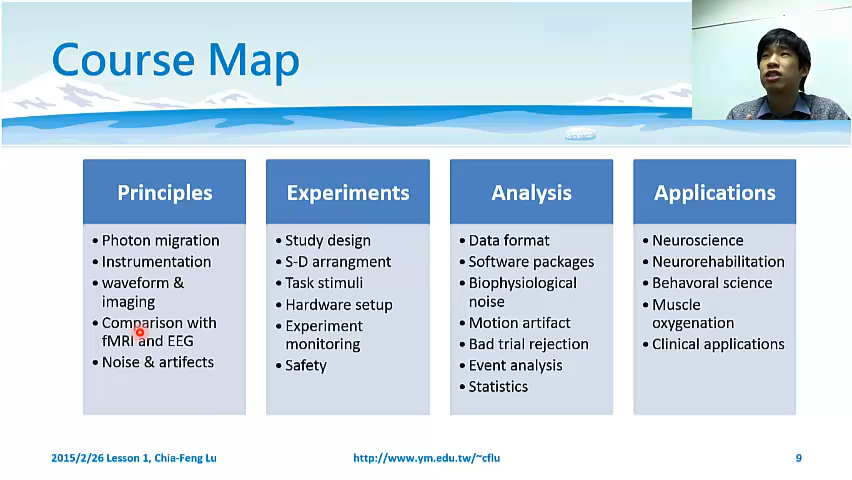 Course Map
Principles
• Photon migration
• Instrumentation
• waveform &
imaging
• Comparison with
fMRI and EEG
• Noise & artifects
Experiments
• Study design
• S-D arrangment
• Task stimuli
• Hardware setup
• Experiment
monitoring
• Safety
Analysis
• Data format
• Software packages
• Biophysiological
noise
• Motion artifact
• Bad trial rejection
• Event analysis
• Statistics
Applications
• Neuroscience
• Neurorehabilitation
• Behavoral science
• Muscle
oxygenation
• Clinical applications
2015/2/26 Lesson 1, Chia-Feng Lu
http://www.ym.edu.tw/~cflu
9